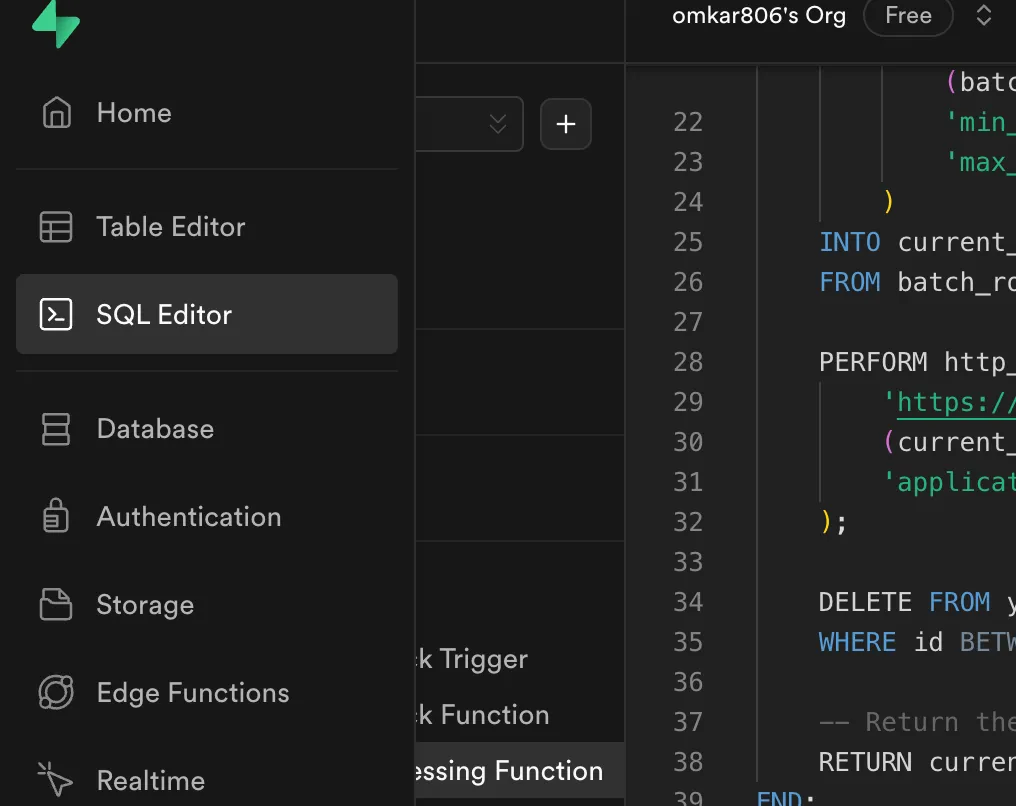 omkar806's Org Free
Home
Table Editor
SQL Editor
Database
Authentication
Storage
Edge Functions
Realtime
+
k Trigger
k Function
essing Function
(batc
22 'min_
23 'max_
24 )
25 INTO current_
26 FROM batch_ro
27
28 PERFORM http_
29 'https://
30 (current_
31 'applicat
32 );
33
34 DELETE FROM y
35 WHERE id BETW
36
37 -- Return the
38 RETURN curren
39 END;